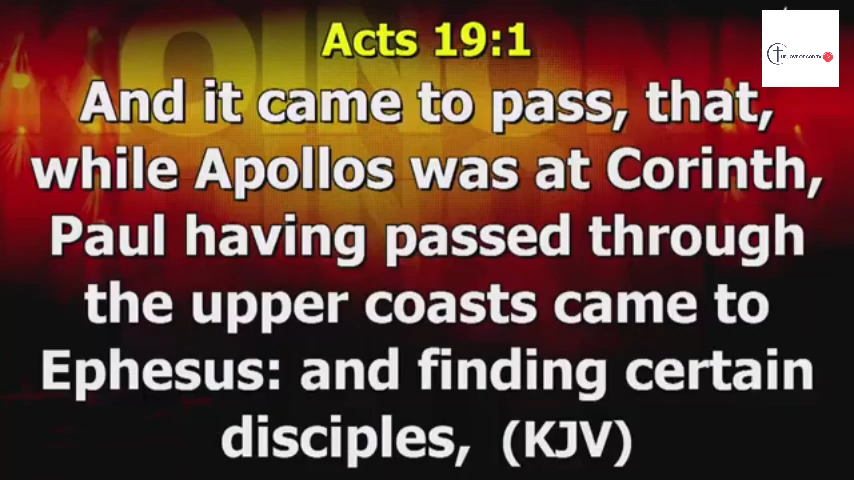 Acts 19:1
And it came to pass, that,
while Apollos was at Corinth,
Paul having passed through
the upper coasts came to
Ephesus: and finding certain
disciples, (KJV)